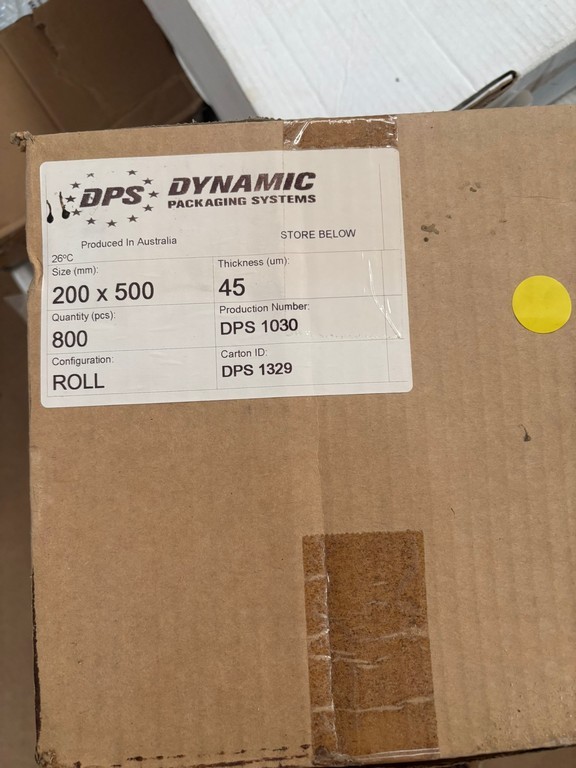 DPS DYNAMIC
PACKAGING SYSTEMS
Produced In Australia
STORE BELOW
26ºC
Size (mm):
200 x 500
Thickness (um):
45
Quantity (pcs):
800
Production Number:
DPS 1030
Configuration:
ROLL
Carton ID:
DPS 1329